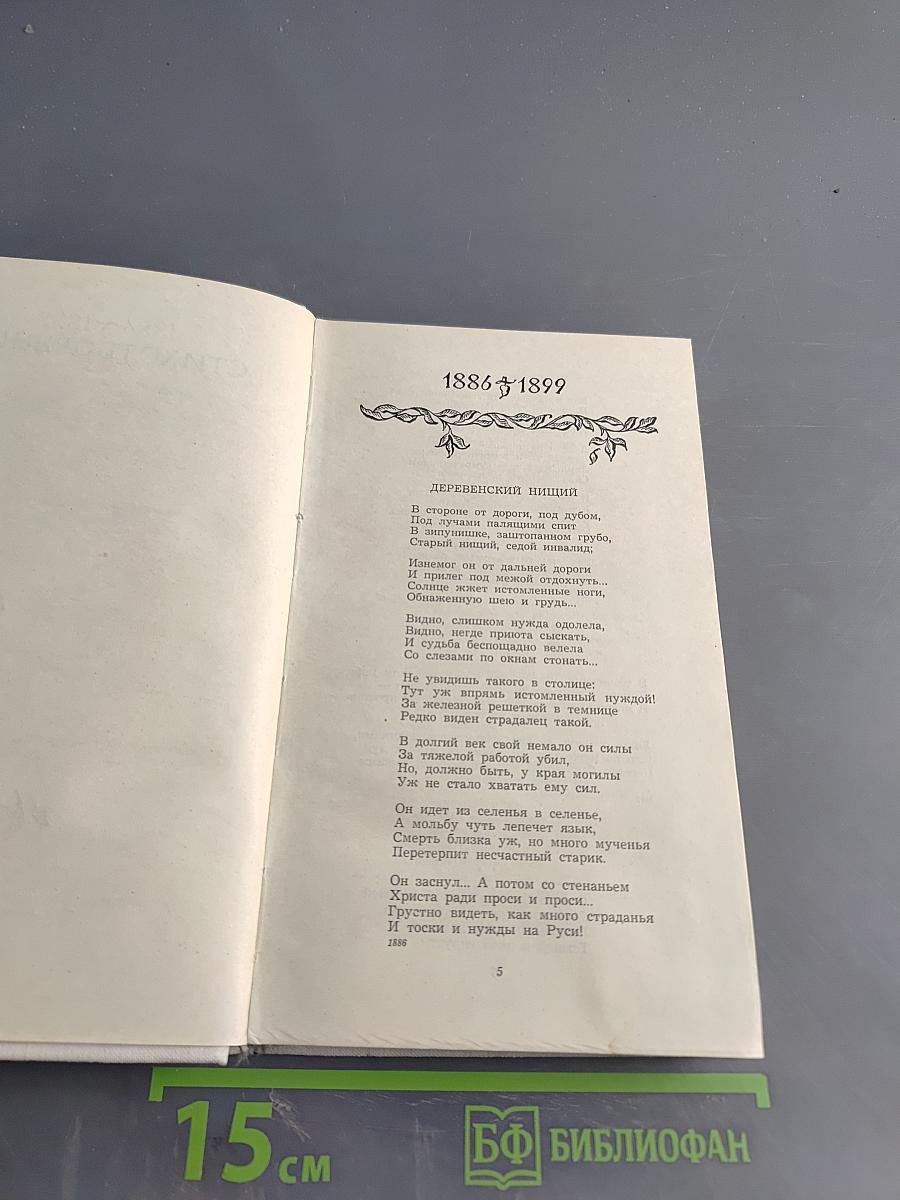 1886 1899
ДЕРЕВЕНСКИЙ НИЩИЙ
В стороне от дороги, под дубом,
Под лучами палящими спит
В зипунишке, заштопанном грубо,
Старый нищий, седой инвалид;
Изнемог он от дальней дороги
И прилег под межой отдохнуть...
Солнце жжет истомленные ноги,
Обнаженную шею и грудь...
Видно, слишком нужда одолела,
Видно, негде приюта сыскать,
И судьба беспощадно велела
Со слезами по окнам стонать...
Не увидишь такого в столице:
Тут уж впрямь истомленный нуждой!
За железной решеткой в темнице
Редко виден страдалец такой.
В долгий век свой немало он силы
За тяжелой работой убил,
Но, должно быть, у края могилы
Уж не стало хватать ему сил.
Он идет из селенья в селенье,
А мольбу чуть лепечет язык,
Смерть близка уж, но много мученья
Перетерпит несчастный старик.
Он заснул... А потом со стенаньем
Христа ради проси и проси...
Грустно видеть, как много страданья
И тоски и нужды на Руси!
1886
5
15 см
БФ БИБЛИОФАН